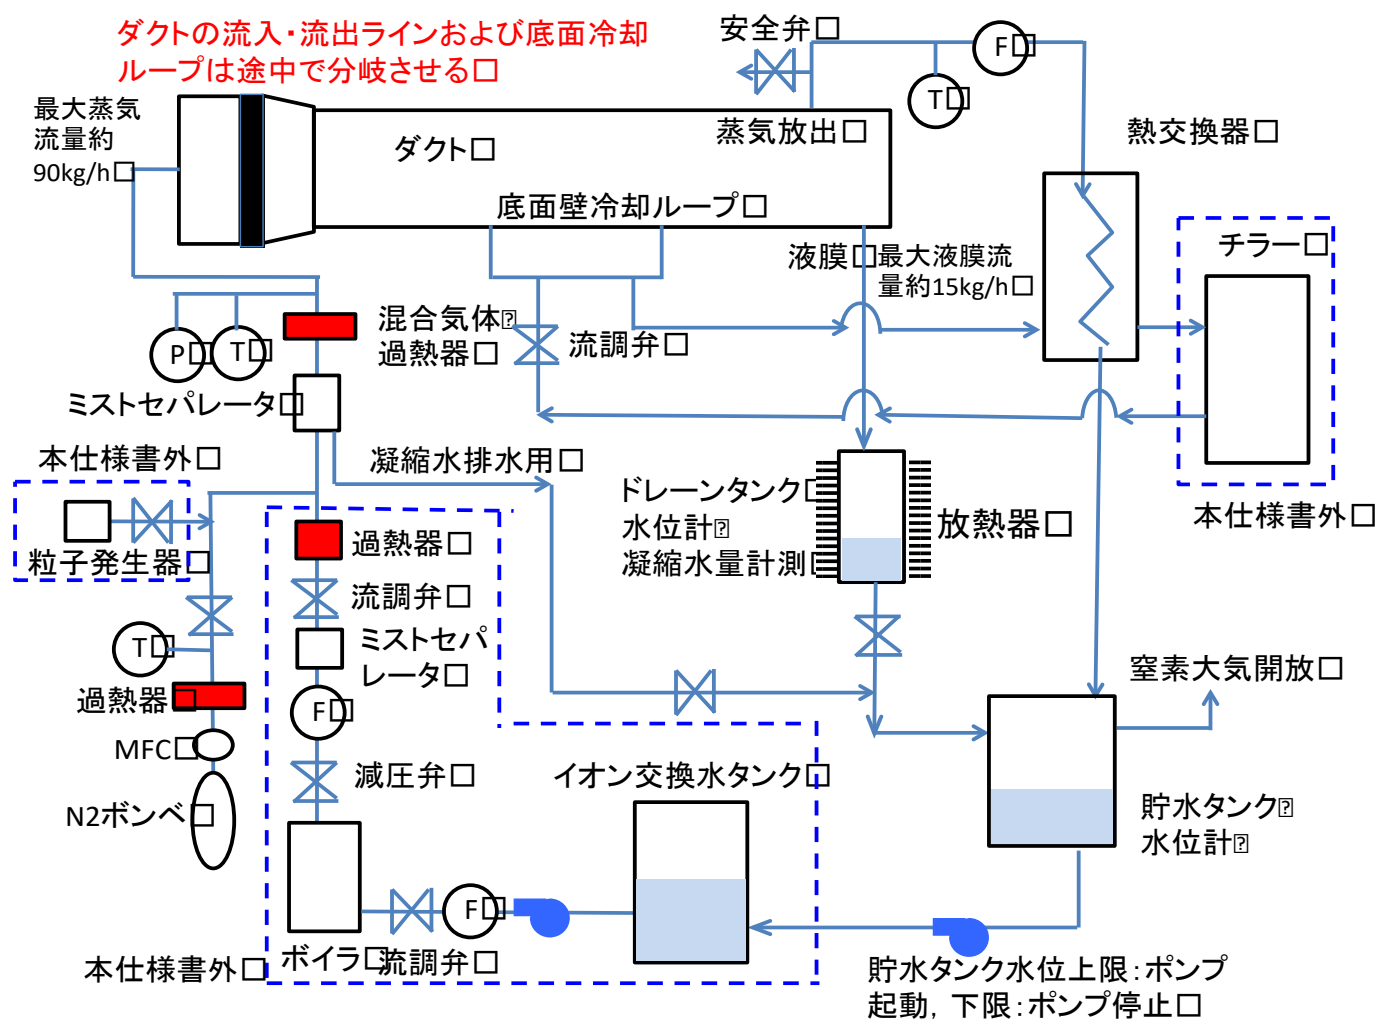 ダクトの流入・流出ラインおよび底面冷却
ループは途中で分岐させる
安全弁
F
T
最大蒸気
流量約
90kg/h
ダクト
蒸気放出
熱交換器
底面壁冷却ループ
チラー
液膜
最大液膜流
量約15kg/h
混合気体
過熱器
流調弁
P
T
ミストセパレータ
本仕様書外
凝縮水排水用
ドレーンタンク
水位計
凝縮水量計測
放熱器
本仕様書外
過熱器
粒子発生器
流調弁
T
ミストセパ
レータ
過熱器
F
窒素大気開放
MFC
減圧弁
イオン交換水タンク
N2ボンベ
貯水タンク
水位計
F
本仕様書外
ボイラ
流調弁
貯水タンク水位上限：ポンプ
起動，下限：ポンプ停止